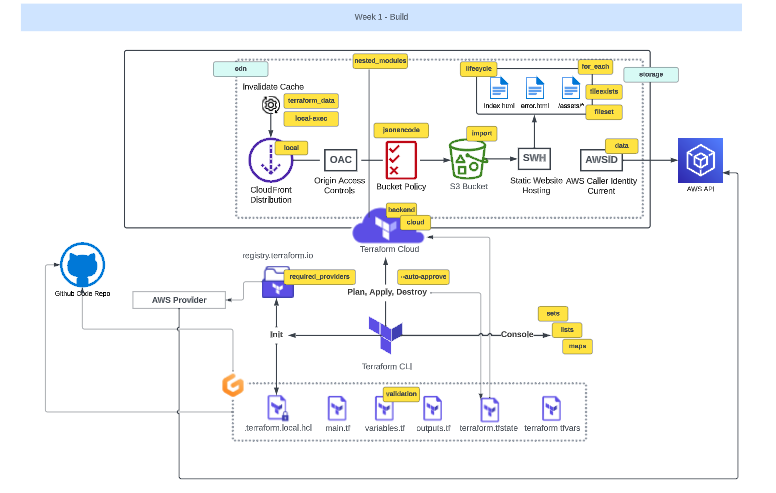 Week 1 - Build
nested_modules
cdn
lifecycle
for_each
storage
Invalidate Cache
terraform_data
local-exec
index.html
error.html
/assets/*
fileexists
fileset
jsonencode
import
local
data
OAC
SWH
AWSID
CloudFront
Distribution
Origin Access
Controls
Bucket Policy
S3 Bucket
Static Website
Hosting
AWS Caller Identity
Current
AWS API
backend
cloud
Terraform Cloud
registry.terraform.io
required_providers
--auto-approve
Github Code Repo
AWS Provider
Plan, Apply, Destroy
sets
lists
maps
Init
Console
Terraform CLI
validation
.terraform.local.hcl
main.tf
variables.tf
outputs.tf
terraform.tfstate
terraform.tfvars